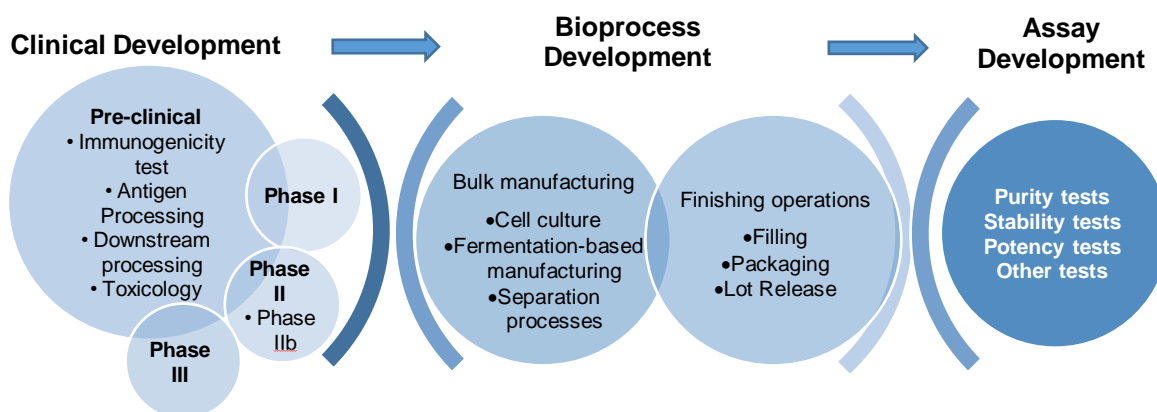 Clinical Development
Bioprocess
Development
Assay
Development
Pre-clinical
• Immunogenicity
test
• Antigen
Processing
• Downstream
processing
• Toxicology
Phase I
Phase
II
• Phase
IIb
Phase
III
Bulk manufacturing
•Cell culture
•Fermentation-based
manufacturing
•Separation
processes
Finishing operations
•Filling
•Packaging
•Lot Release
Purity tests
Stability tests
Potency tests
Other tests